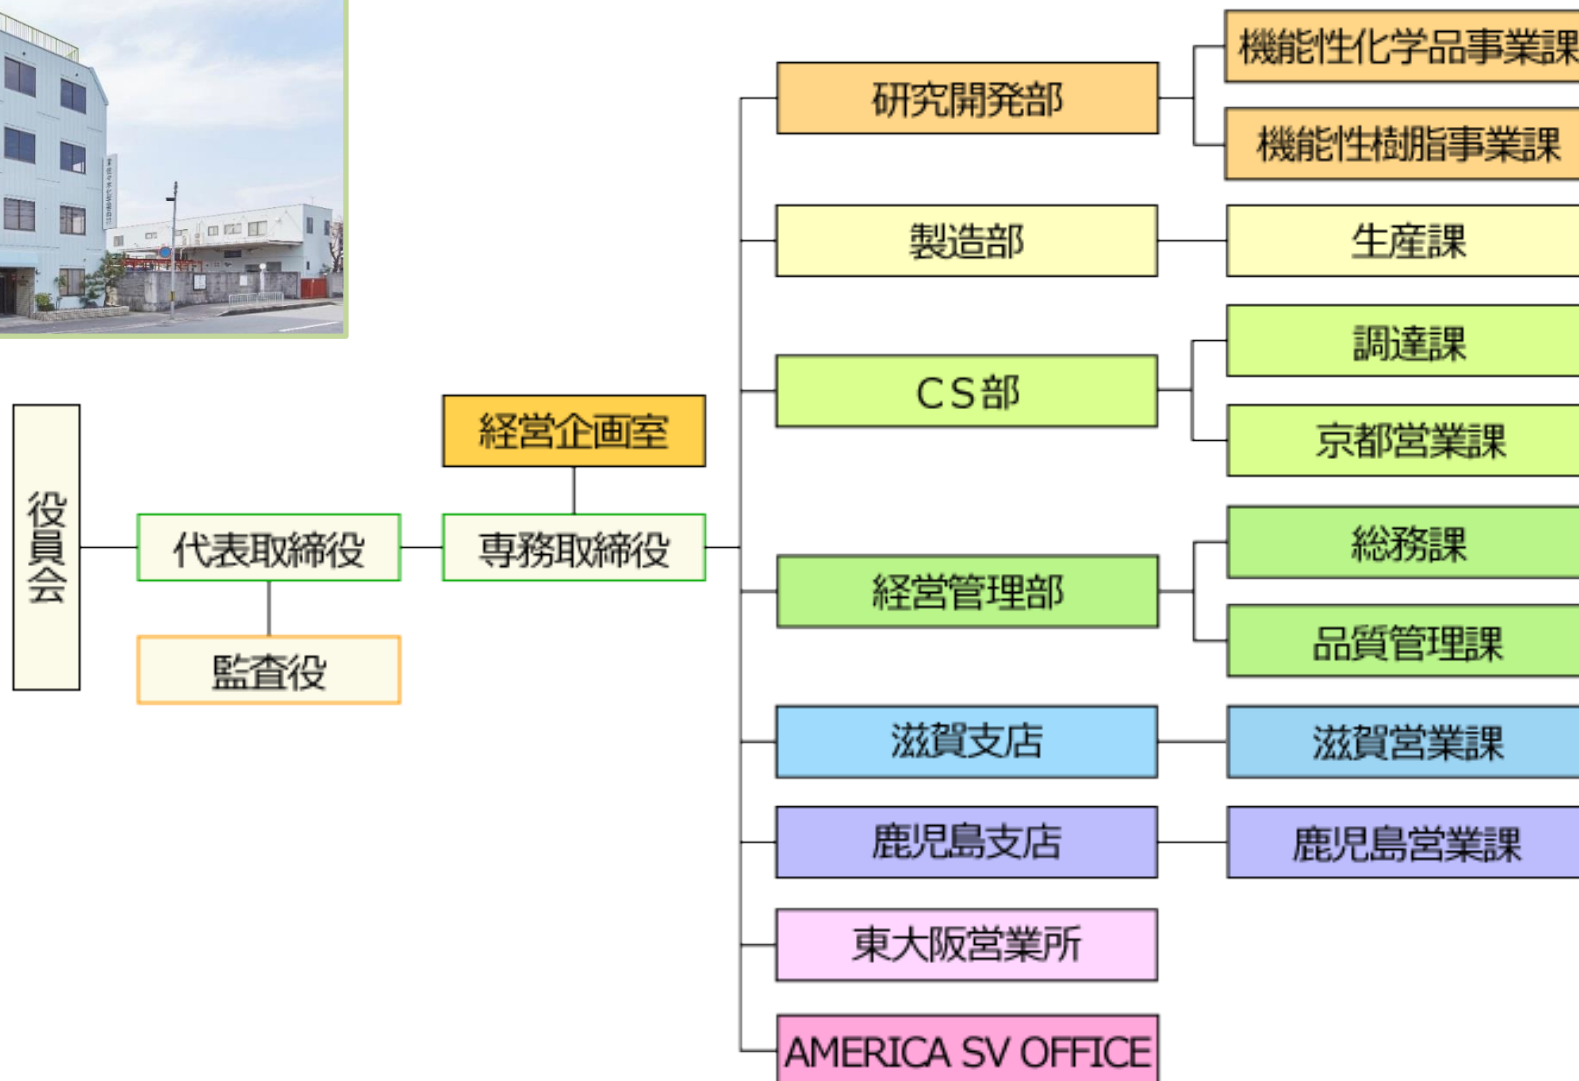 役員会
代表取締役
監査役
経営企画室
専務取締役
研究開発部
機能性化学品事業課
機能性樹脂事業課
製造部
生産課
CS部
調達課
京都営業課
経営管理部
総務課
品質管理課
滋賀支店
滋賀営業課
鹿児島支店
鹿児島営業課
東大阪営業所
AMERICA SV OFFICE